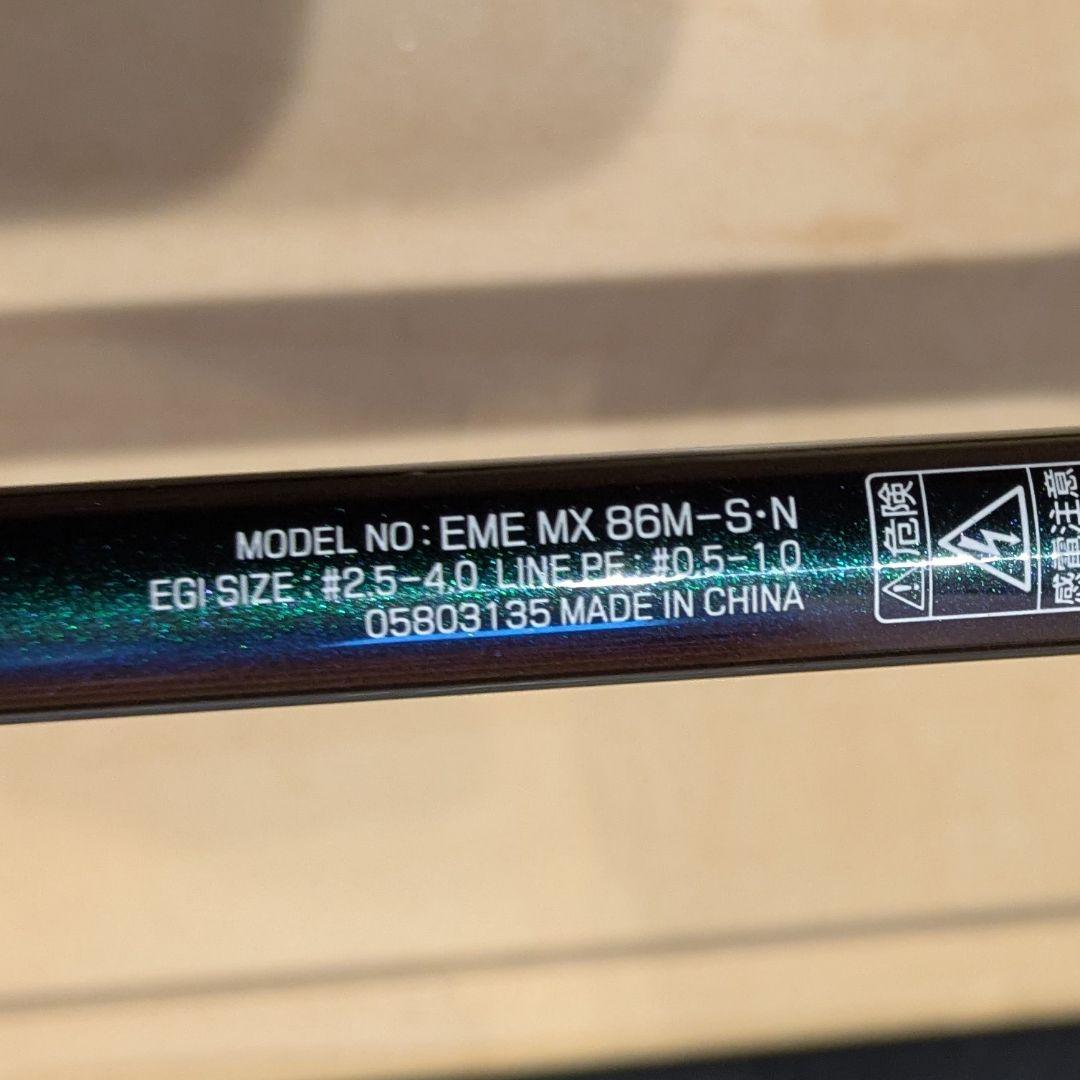 MODEL NO : EME MX 86M-S・N
EGI SIZE : #2.5-4.0 LINE PE : #0.5-1.0
05803135 MADE IN CHINA
危険
感電注意